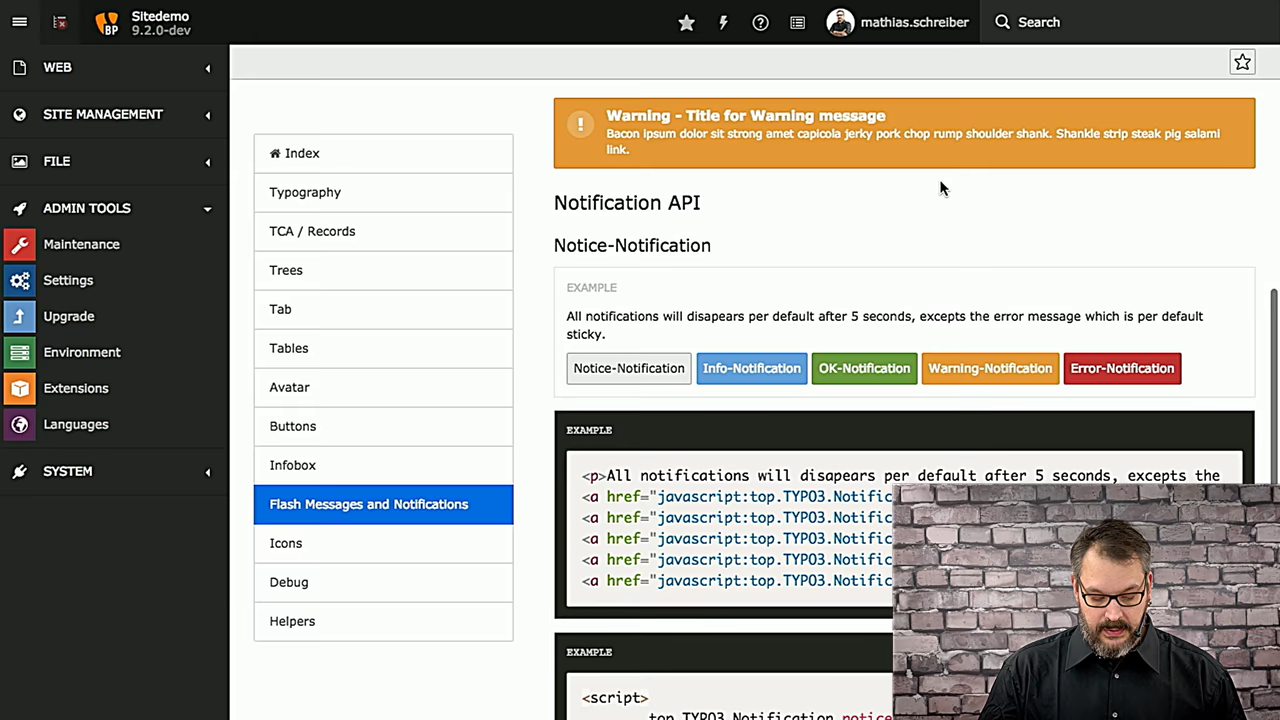 Sitedemo
9.2.0-dev
mathias.schreiber
Search
WEB
SITE MANAGEMENT
FILE
ADMIN TOOLS
Maintenance
Settings
Upgrade
Environment
Extensions
Languages
SYSTEM
Index
Typography
TCA / Records
Trees
Tab
Tables
Avatar
Buttons
Infobox
Flash Messages and Notifications
Icons
Debug
Helpers
Warning - Title for Warning message
Bacon ipsum dolor sit strong amet capicola jerky pork chop rump shoulder shank. Shankle strip steak pig salami
link.
Notification API
Notice-Notification
EXAMPLE
All notifications will disapears per default after 5 seconds, excepts the error message which is per default
sticky.
Notice-Notification Info-Notification OK-Notification Warning-Notification Error-Notification
EXAMPLE
<p>All notifications will disapears per default after 5 seconds, excepts the
<a href="javascript:top.TYPO3.Notific
<a href="javascript:top.TYPO3.Notific
<a href="javascript:top.TYPO3.Notific
<a href="javascript:top.TYPO3.Notific
<a href="javascript:top.TYPO3.Notific
EXAMPLE
<script>
top.TYPO3.Notification.notice
BP